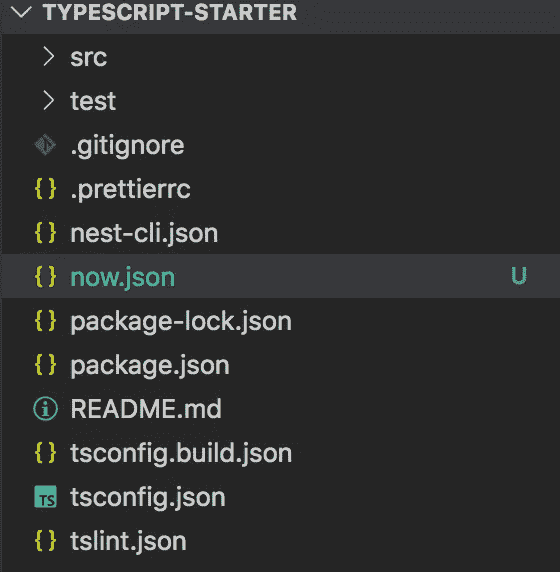 TYPESCRIPT-STARTER
src
test
.gitignore
{} .prettierrc
{} nest-cli.json
{} now.json U
{} package-lock.json
{} package.json
README.md
{} tsconfig.build.json
TS tsconfig.json
{} tslint.json